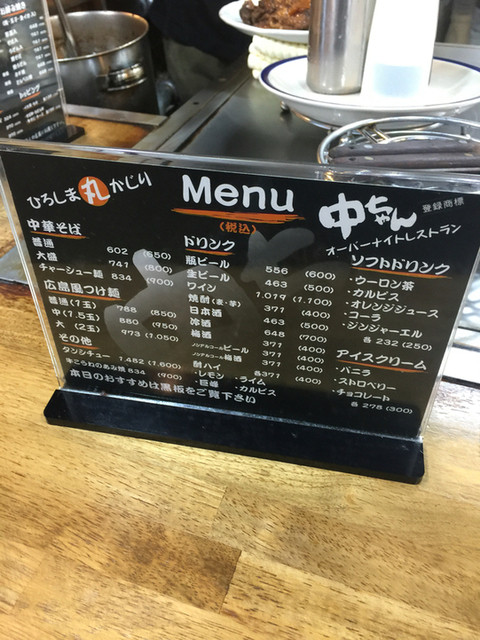 ひろしま丸かじり
Menu
(税込)
中ちゃん
登録商標
オーバーナイトレストラン
中華そば
普通 602 (650)
大盛 741 (800)
チャーシュー麺 834 (900)
広島風つけ麺
普通(1玉) 788 (850)
中(1.5玉) 880 (950)
大 (2玉) 973 (1.050)
その他
タンシチュー 1,482 (1.600)
834 (900)
ドリンク
瓶ビール 556 (600)
生ビール 463 (500)
ワイン 1,019 (1.100)
焼酎(麦・芋) 371 (400)
日本酒 371 (400)
冷酒 463 (500)
梅酒 648 (700)
ノンアルコールビール 371 (400)
ノンアルコール梅酒 371 (400)
酎ハイ 各371 (400)
・レモン ・ライム
・巨峰 ・カルピス
本日のおすすめは黒板をご覧下さい
ソフトドリンク
・ウーロン茶
・カルピス
・オレンジジュース
・コーラ
・ジンジャーエル
各 232 (250)
アイスクリーム
・バニラ
・ストロベリー
・チョコレート
各 278 (300)
トッピング